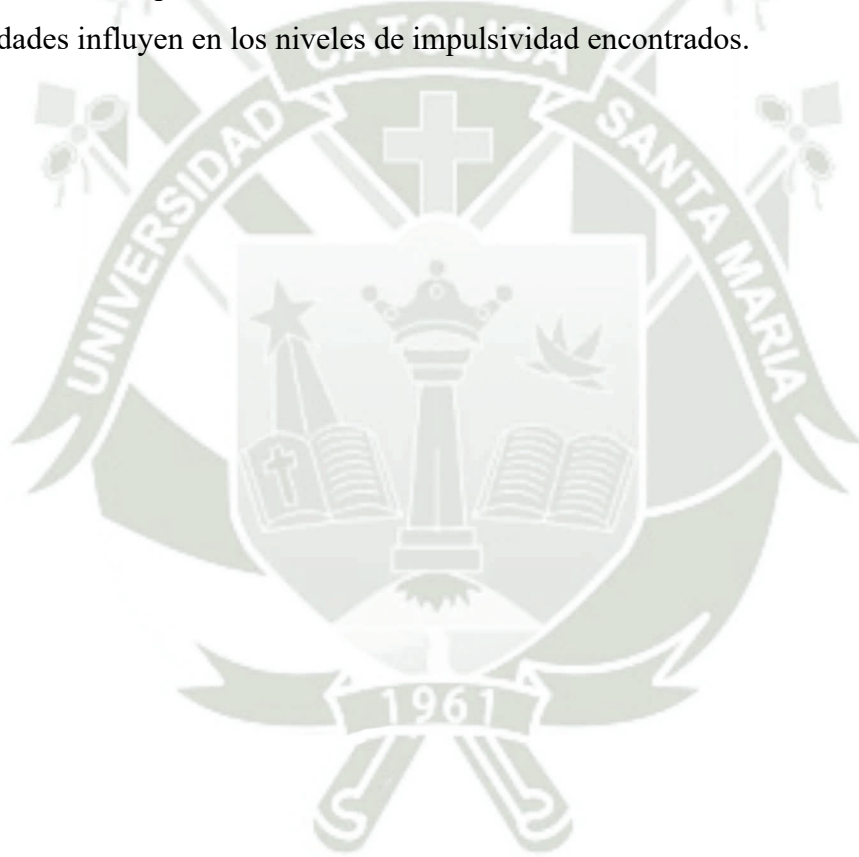 dades influyen en los niveles de impulsividad encontrados.
UNIVERSIDAD CATOLICA SANTA MARIA
1961